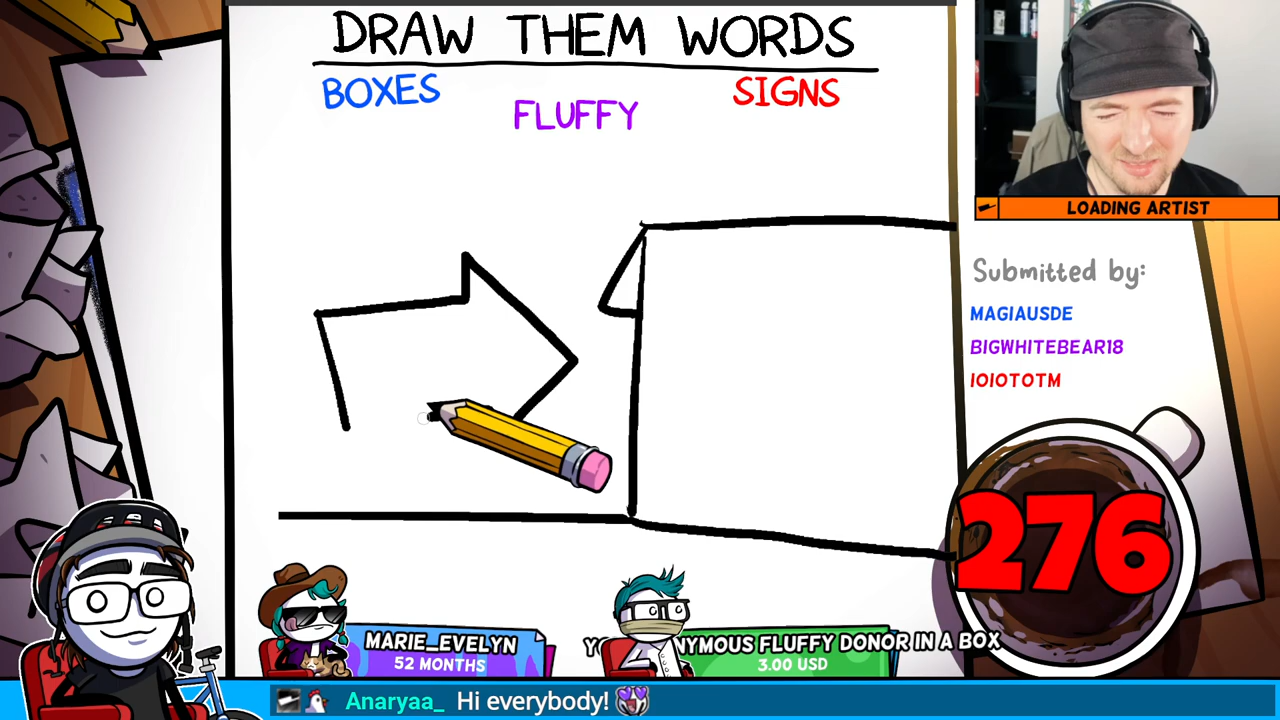 DRAW THEM WORDS
BOXES
FLUFFY
SIGNS
LOADING ARTIST
Submitted by:
MAGIAUSDE
BIGWHITEBEAR18
IOIOTOTM
276
MARIE_EVELYN
52 MONTHS
FLUFFY DONOR IN A BOX
3.00 USD
Anaryaa_ Hi everybody!